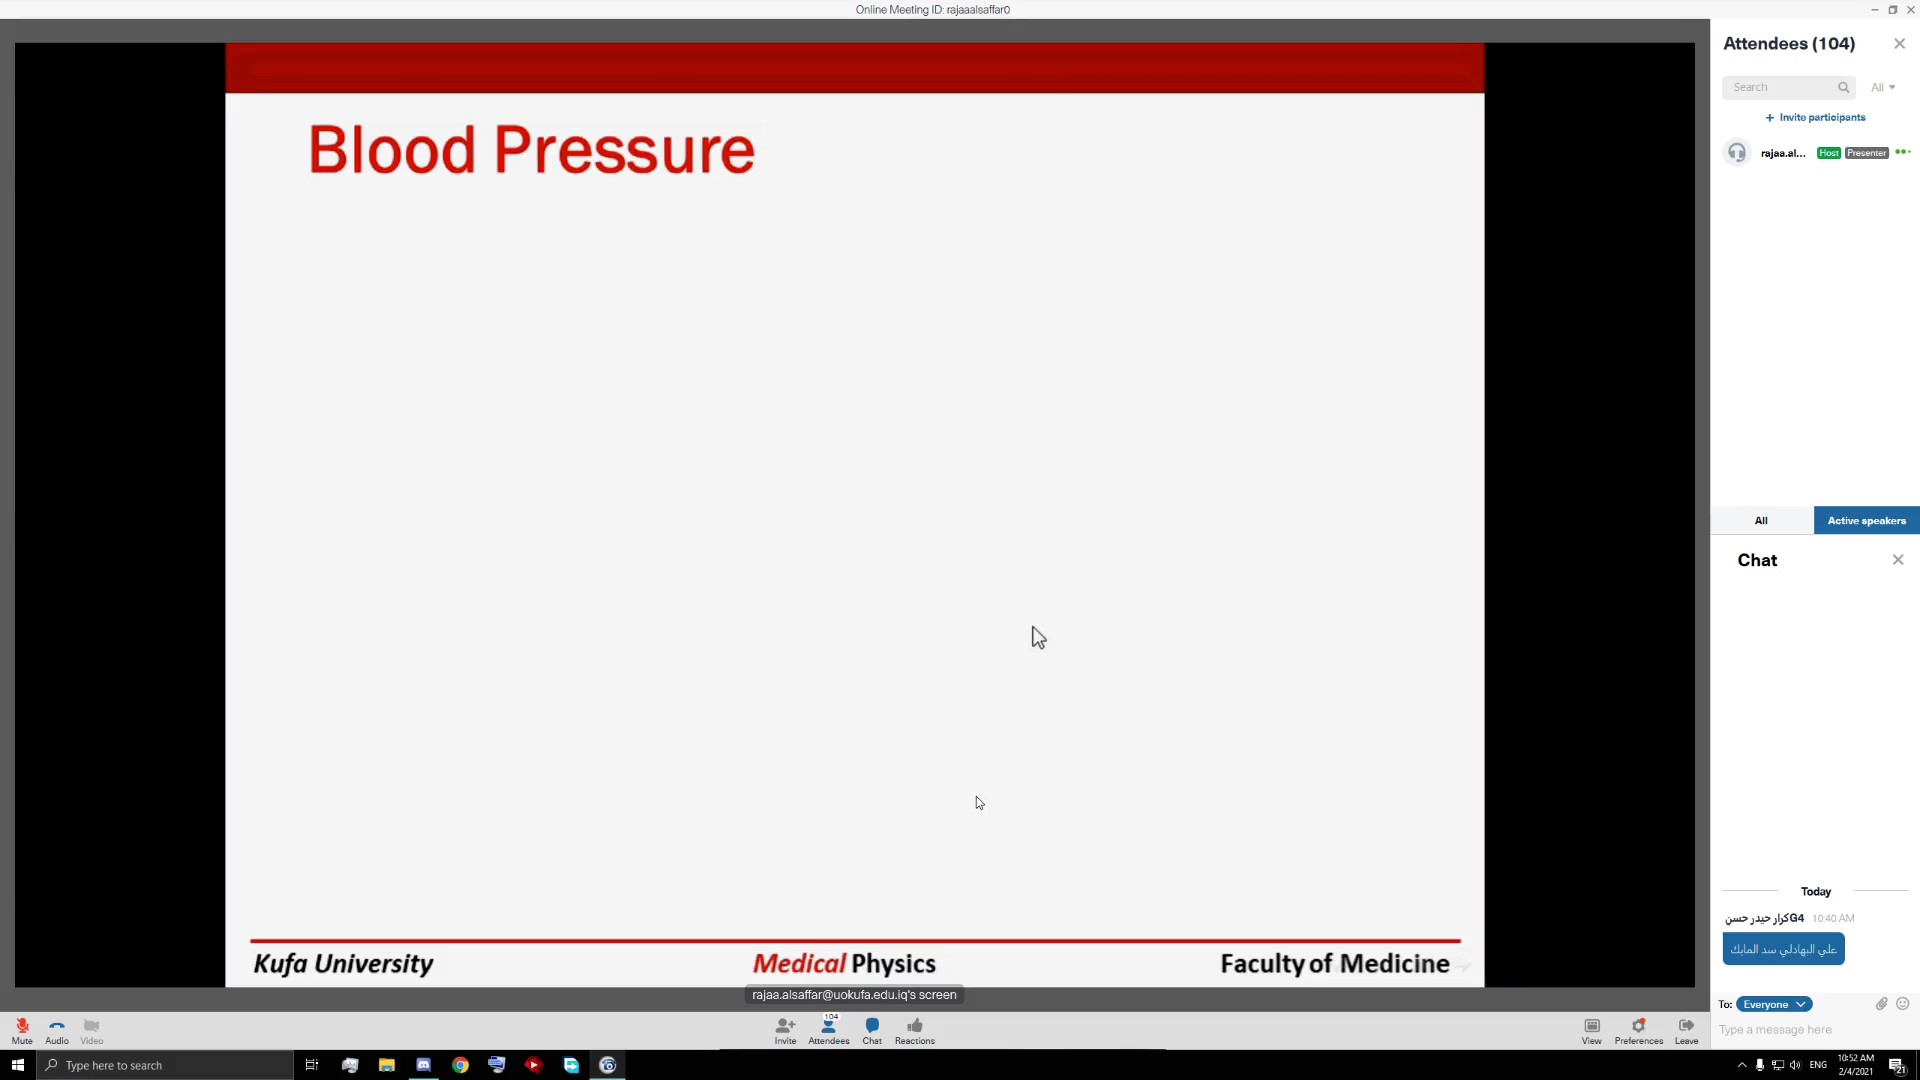 Online Meeting ID: rajaaalsaffar0
Blood Pressure
Kufa University
Medical Physics
Faculty of Medicine
rajaa.alsaffar@uokufa.edu.iq's screen
Attendees (104)
Search
All
+ Invite participants
rajaa.al...
Host
Presenter
All
Active speakers
Chat
Today
G4كرار حيدر حسن
10:40 AM
علي البهادلي سد المايك
To: Everyone
Type a message here
Mute
Audio
Video
Invite
104
Attendees
Chat
Reactions
View
Preferences
Leave
Type here to search
ENG
10:52 AM
2/4/2021
21